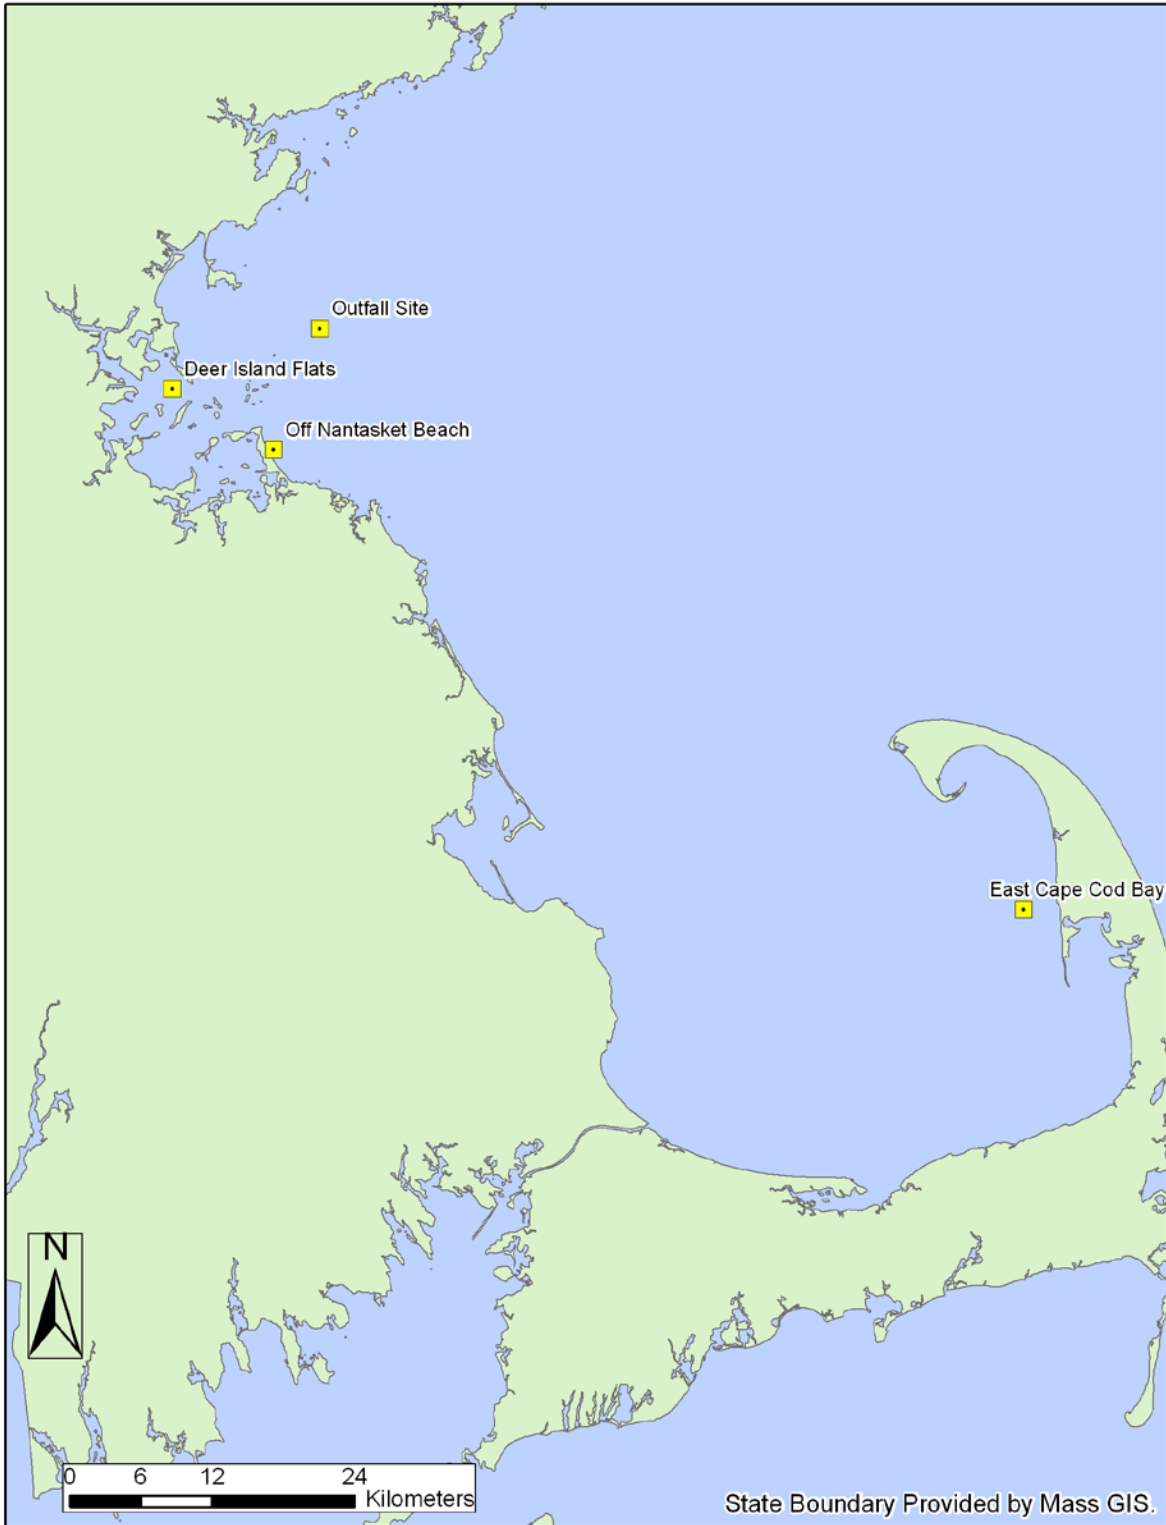 Outfall Site
Deer Island Flats
Off Nantasket Beach
East Cape Cod Bay
N
0 6 12 24
Kilometers
State Boundary Provided by Mass GIS.